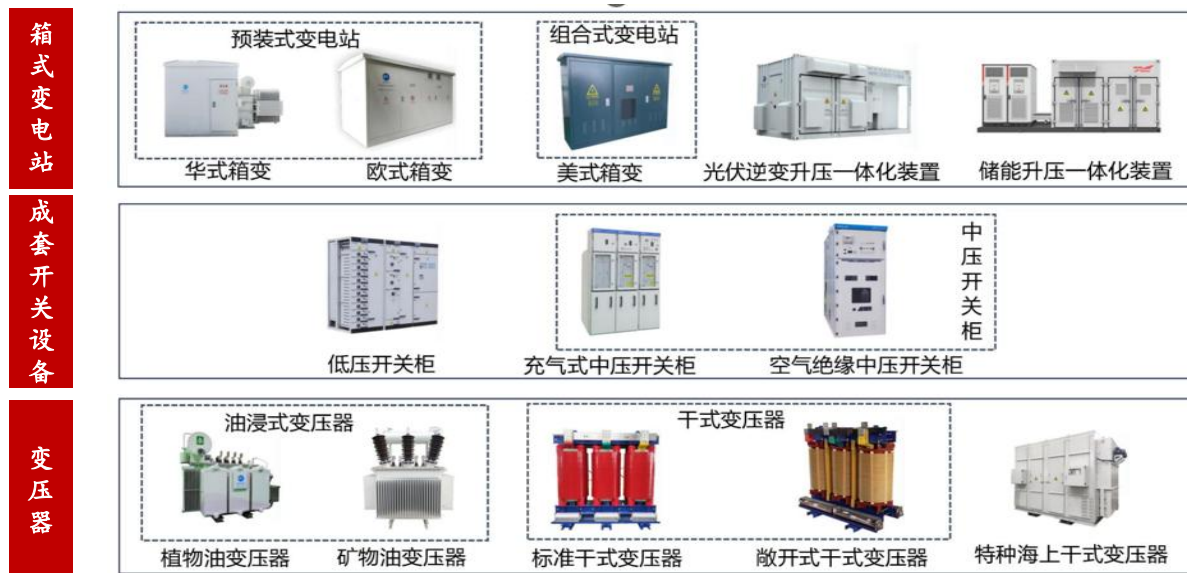 箱式变电站
预装式变电站
组合式变电站
华式箱变
欧式箱变
美式箱变
光伏逆变升压一体化装置
储能升压一体化装置
成套开关设备
中压开关柜
低压开关柜
充气式中压开关柜
空气绝缘中压开关柜
变压器
油浸式变压器
干式变压器
植物油变压器
矿物油变压器
标准干式变压器
敞开式干式变压器
特种海上干式变压器